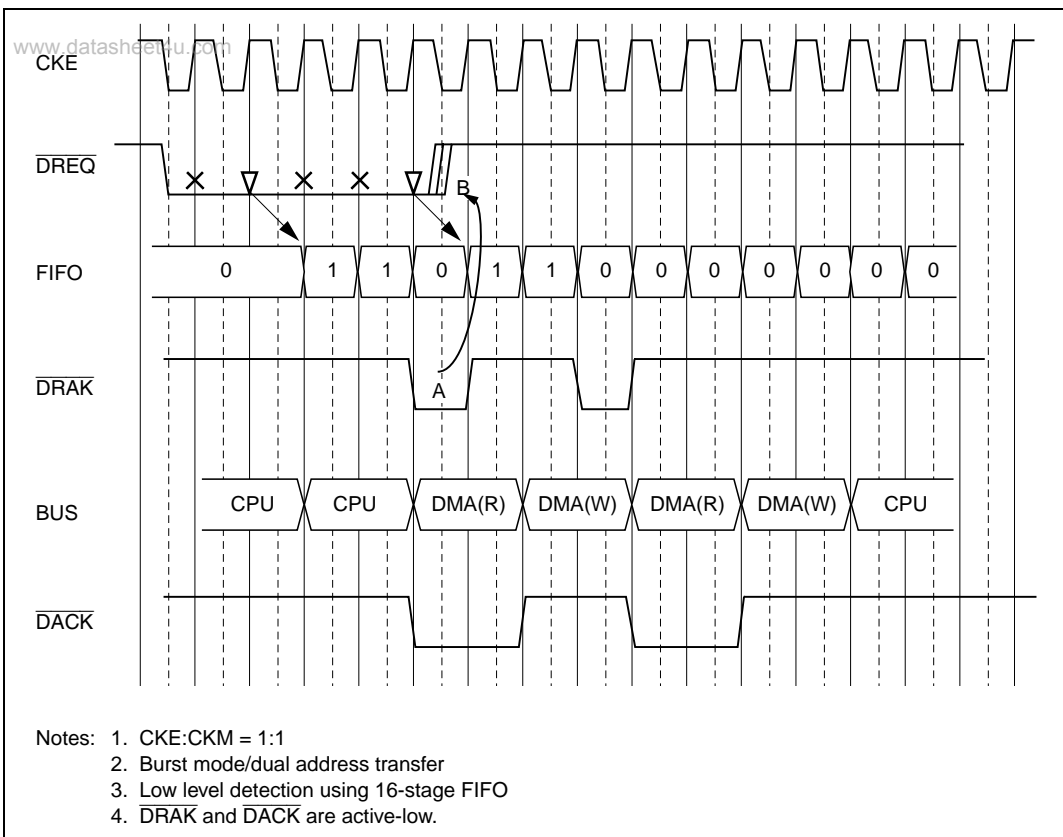 www.datasheet4u.com
CKE
DREQ
B
FIFO 0 1 1 0 1 1 0 0 0 0 0 0 0
DRAK
A
BUS CPU CPU DMA(R) DMA(W) DMA(R) DMA(W) CPU
DACK
Notes: 1. CKE:CKM = 1:1
2. Burst mode/dual address transfer
3. Low level detection using 16-stage FIFO
4. DRAK and DACK are active-low.